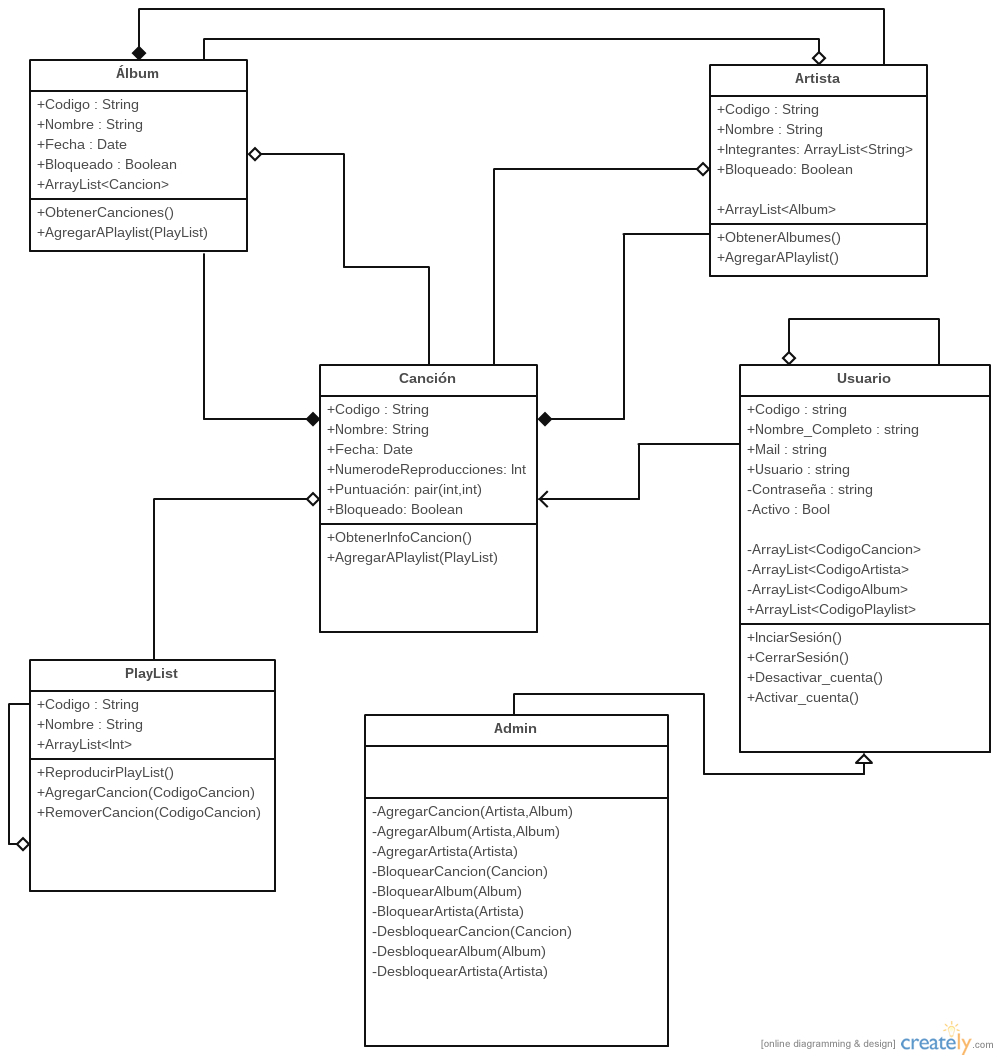 Álbum
+Codigo : String
+Nombre : String
+Fecha : Date
+Bloqueado : Boolean
+ArrayList<Cancion>
+ObtenerCanciones()
+AgregarAPlaylist(PlayList)
Artista
+Codigo : String
+Nombre : String
+Integrantes: ArrayList<String>
+Bloqueado: Boolean
+ArrayList<Album>
+ObtenerAlbumes()
+AgregarAPlaylist()
Canción
+Codigo : String
+Nombre: String
+Fecha: Date
+NumerodeReproducciones: Int
+Puntuación: pair(int,int)
+Bloqueado: Boolean
+ObtenerInfoCancion()
+AgregarAPlaylist(PlayList)
Usuario
+Codigo : string
+Nombre_Completo : string
+Mail : string
+Usuario : string
-Contraseña : string
-Activo : Bool
-ArrayList<CodigoCancion>
-ArrayList<CodigoArtista>
-ArrayList<CodigoAlbum>
+ArrayList<CodigoPlaylist>
+InciarSesión()
+CerrarSesión()
+Desactivar_cuenta()
+Activar_cuenta()
PlayList
+Codigo : String
+Nombre : String
+ArrayList<Int>
+ReproducirPlayList()
+AgregarCancion(CodigoCancion)
+RemoverCancion(CodigoCancion)
Admin
-AgregarCancion(Artista,Album)
-AgregarAlbum(Artista,Album)
-AgregarArtista(Artista)
-BloquearCancion(Cancion)
-BloquearAlbum(Album)
-BloquearArtista(Artista)
-DesbloquearCancion(Cancion)
-DesbloquearAlbum(Album)
-DesbloquearArtista(Artista)
[online diagramming & design] creately.com